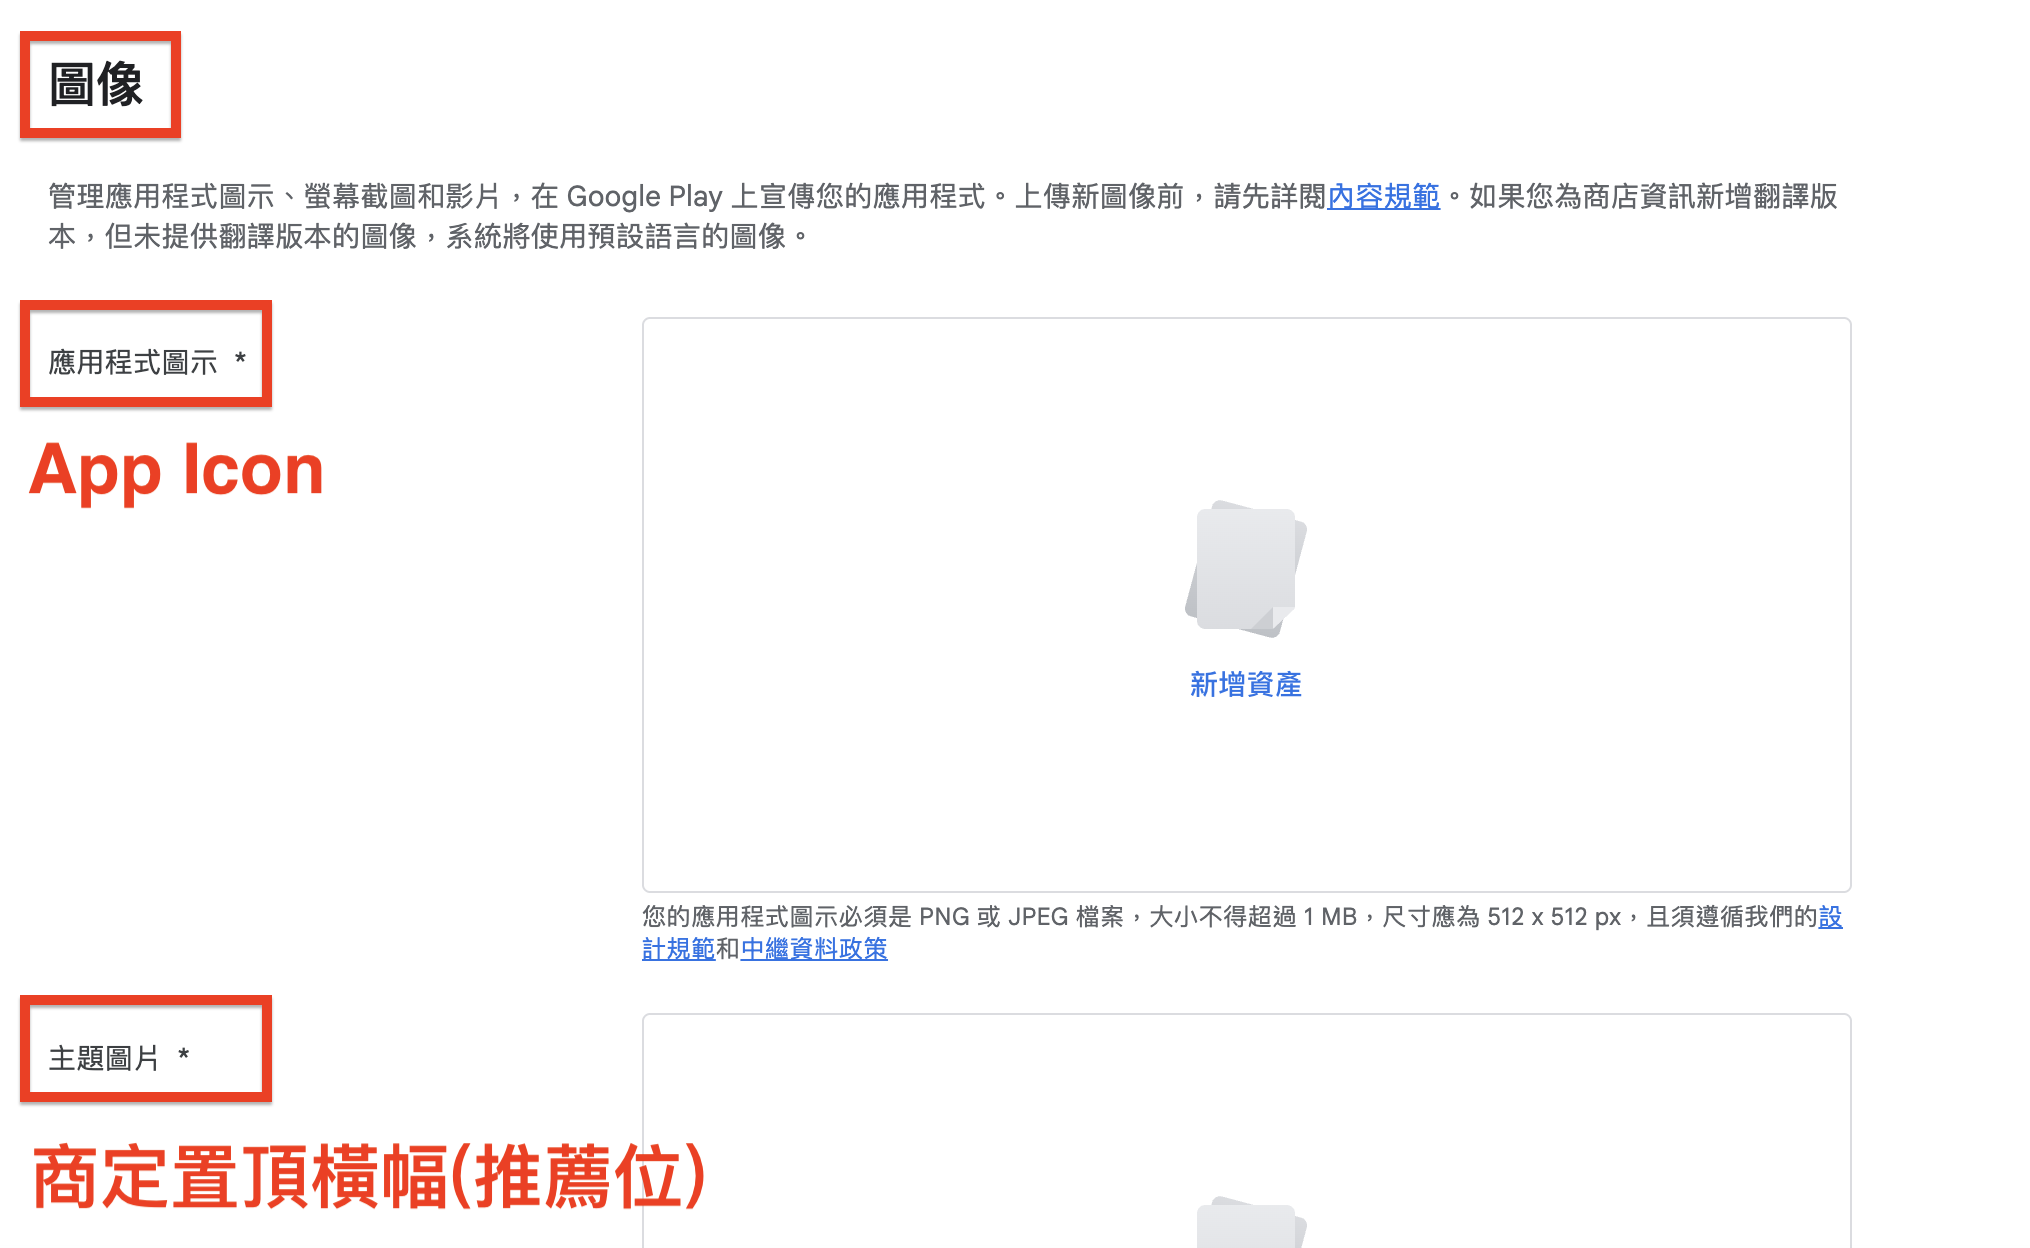 圖像
管理應用程式圖示、螢幕截圖和影片，在 Google Play 上宣傳您的應用程式。上傳新圖像前，請先詳閱內容規範。如果您為商店資訊新增翻譯版
本，但未提供翻譯版本的圖像，系統將使用預設語言的圖像。
應用程式圖示 *
App Icon
新增資產
您的應用程式圖示必須是 PNG 或 JPEG 檔案，大小不得超過 1 MB，尺寸應為 512 x 512 px，且須遵循我們的設
計規範和中繼資料政策
主題圖片 *
商定置頂橫幅(推薦位)